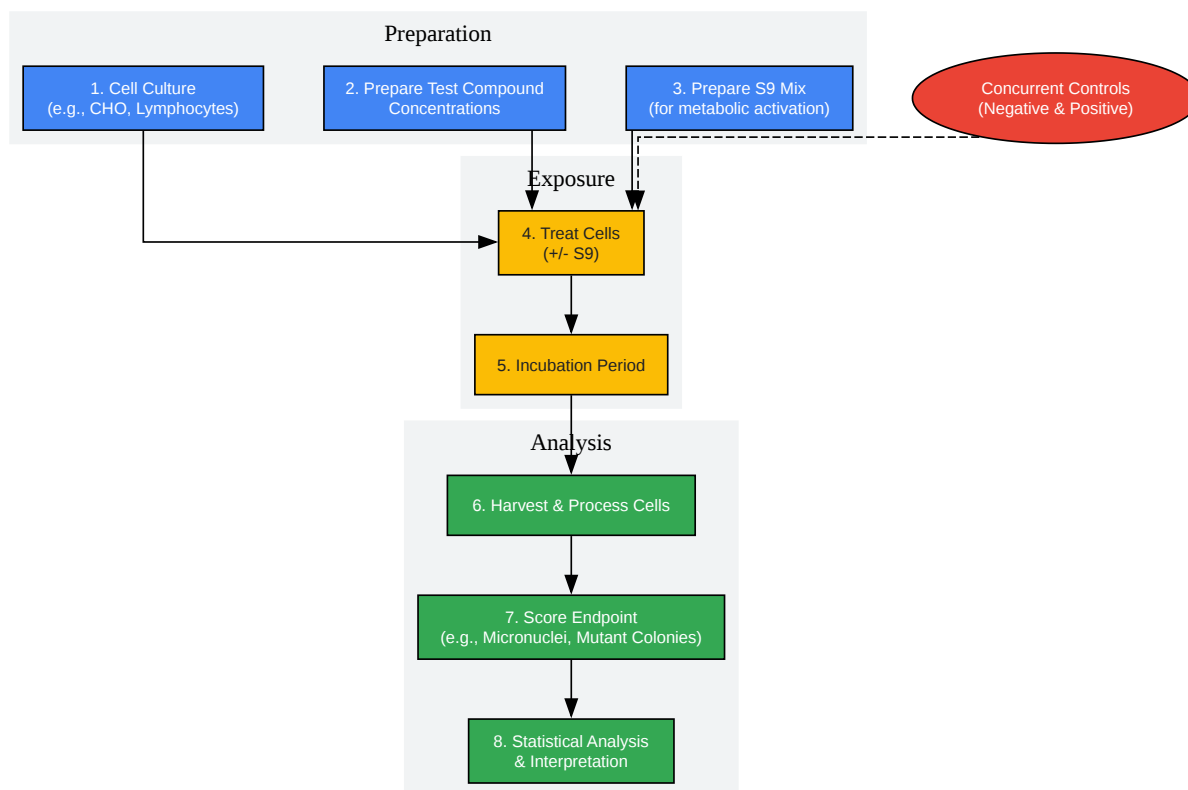 Preparation
1. Cell Culture
(e.g., CHO, Lymphocytes)
2. Prepare Test Compound
Concentrations
3. Prepare S9 Mix
(for metabolic activation)
Concurrent Controls
(Negative & Positive)
Exposure
4. Treat Cells
(+/- S9)
5. Incubation Period
Analysis
6. Harvest & Process Cells
7. Score Endpoint
(e.g., Micronuclei, Mutant Colonies)
8. Statistical Analysis
& Interpretation